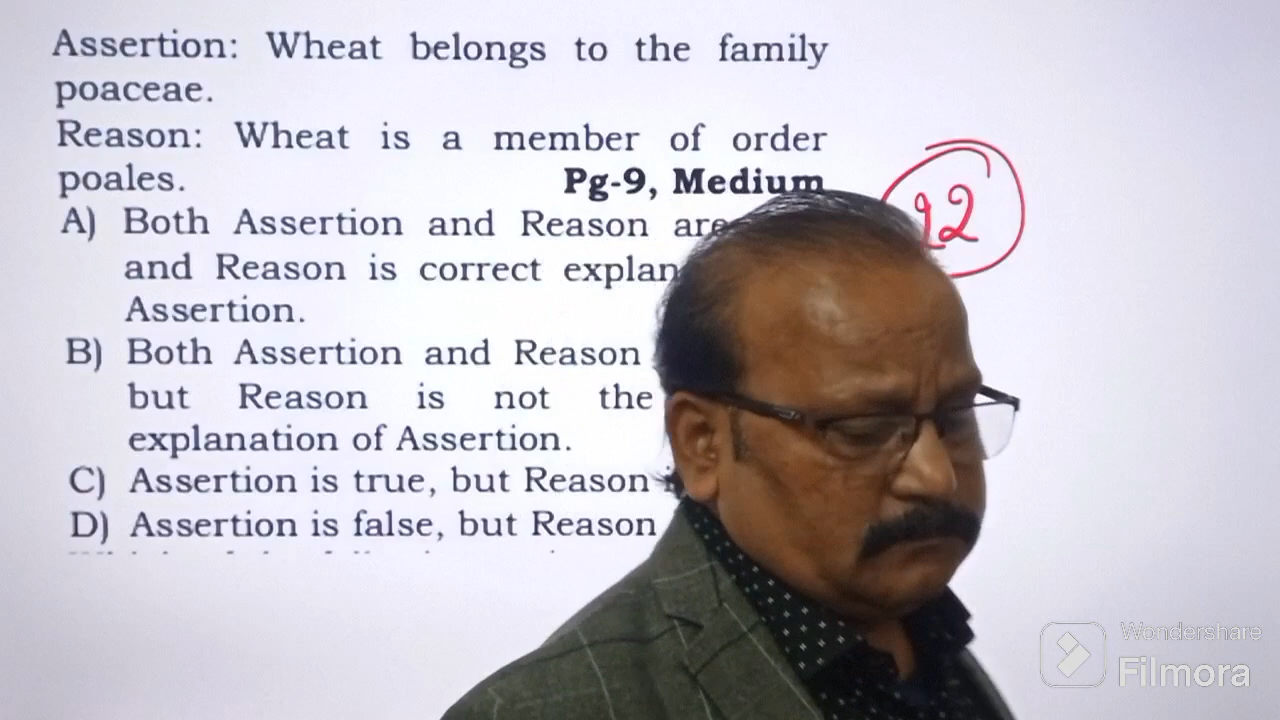 Assertion: Wheat belongs to the family
poaceae.
Reason: Wheat is a member of order
poales. Pg-9, Medium
A) Both Assertion and Reason are
and Reason is correct explan
Assertion.
B) Both Assertion and Reason
but Reason is not the
explanation of Assertion.
C) Assertion is true, but Reason
D) Assertion is false, but Reason
92
Wondershare
Filmora